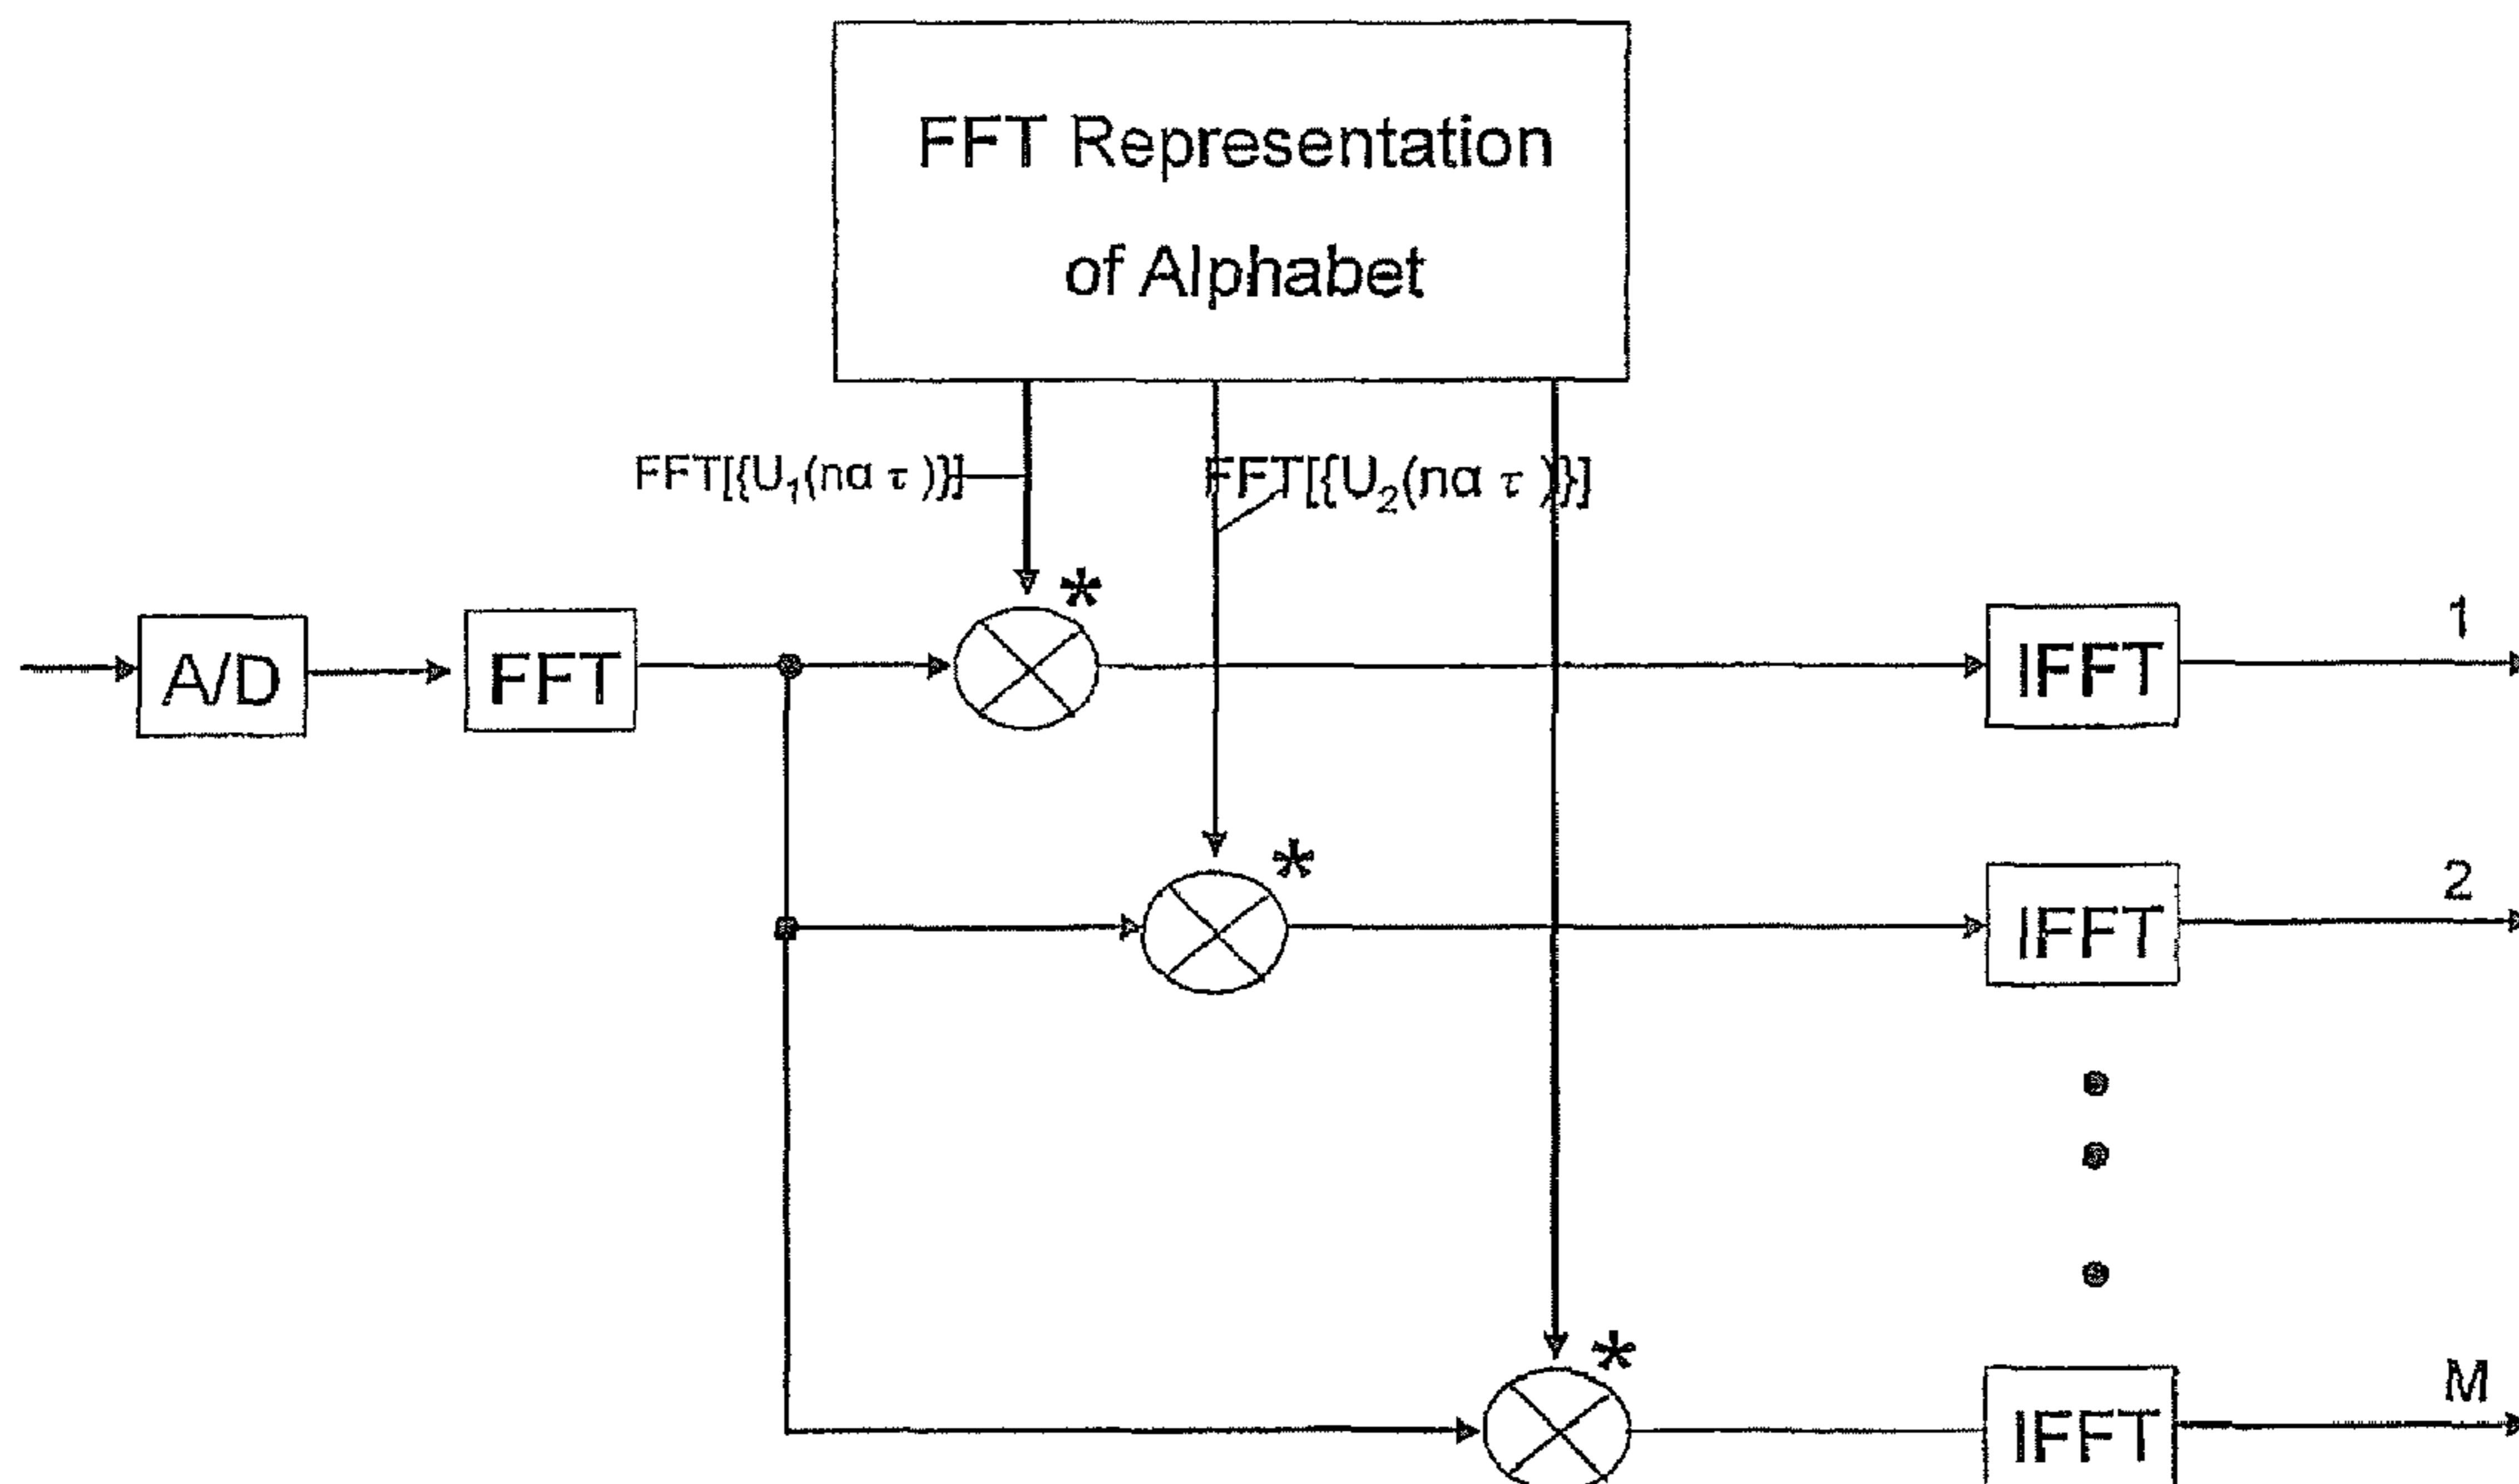 FFT Representation
of Alphabet
FFT[{U₁(nα τ )}]
FFT[{U₂(nα τ )}]
*
A/D
FFT
IFFT
1
*
IFFT
2
*
IFFT
M